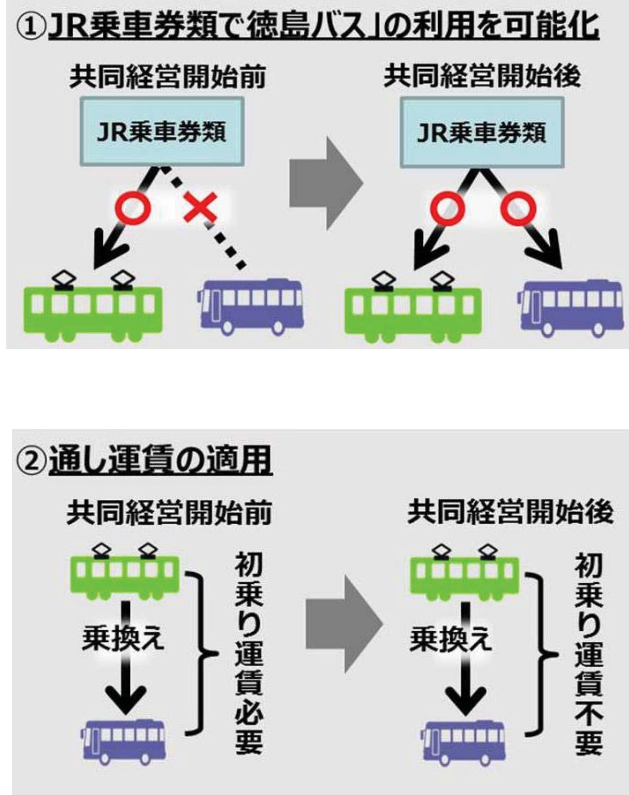 ①JR乗車券類で徳島バス」の利用を可能化
共同経営開始前
共同経営開始後
JR乗車券類
JR乗車券類
②通し運賃の適用
共同経営開始前
共同経営開始後
乗換え
初乗り運賃必要
乗換え
初乗り運賃不要